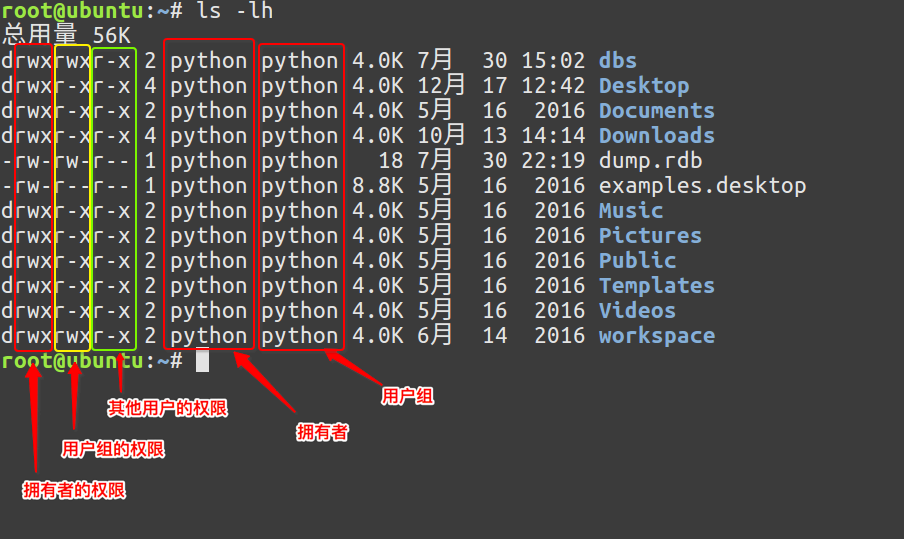 root@ubuntu:~# ls -lh
总用量 56K
drwxrwxr-x 2 python python 4.0K 7月  30 15:02 dbs
drwxr-xr-x 4 python python 4.0K 12月 17 12:42 Desktop
drwxr-xr-x 2 python python 4.0K 5月  16  2016 Documents
drwxr-xr-x 4 python python 4.0K 10月 13 14:14 Downloads
-rw-rw-r-- 1 python python   18 7月  30 22:19 dump.rdb
-rw-r--r-- 1 python python 8.8K 5月  16  2016 examples.desktop
drwxr-xr-x 2 python python 4.0K 5月  16  2016 Music
drwxr-xr-x 2 python python 4.0K 5月  16  2016 Pictures
drwxr-xr-x 2 python python 4.0K 5月  16  2016 Public
drwxr-xr-x 2 python python 4.0K 5月  16  2016 Templates
drwxr-xr-x 2 python python 4.0K 5月  16  2016 Videos
drwxrwxr-x 2 python python 4.0K 6月  14  2016 workspace
root@ubuntu:~#
用户组
其他用户的权限
拥有者
用户组的权限
拥有者的权限